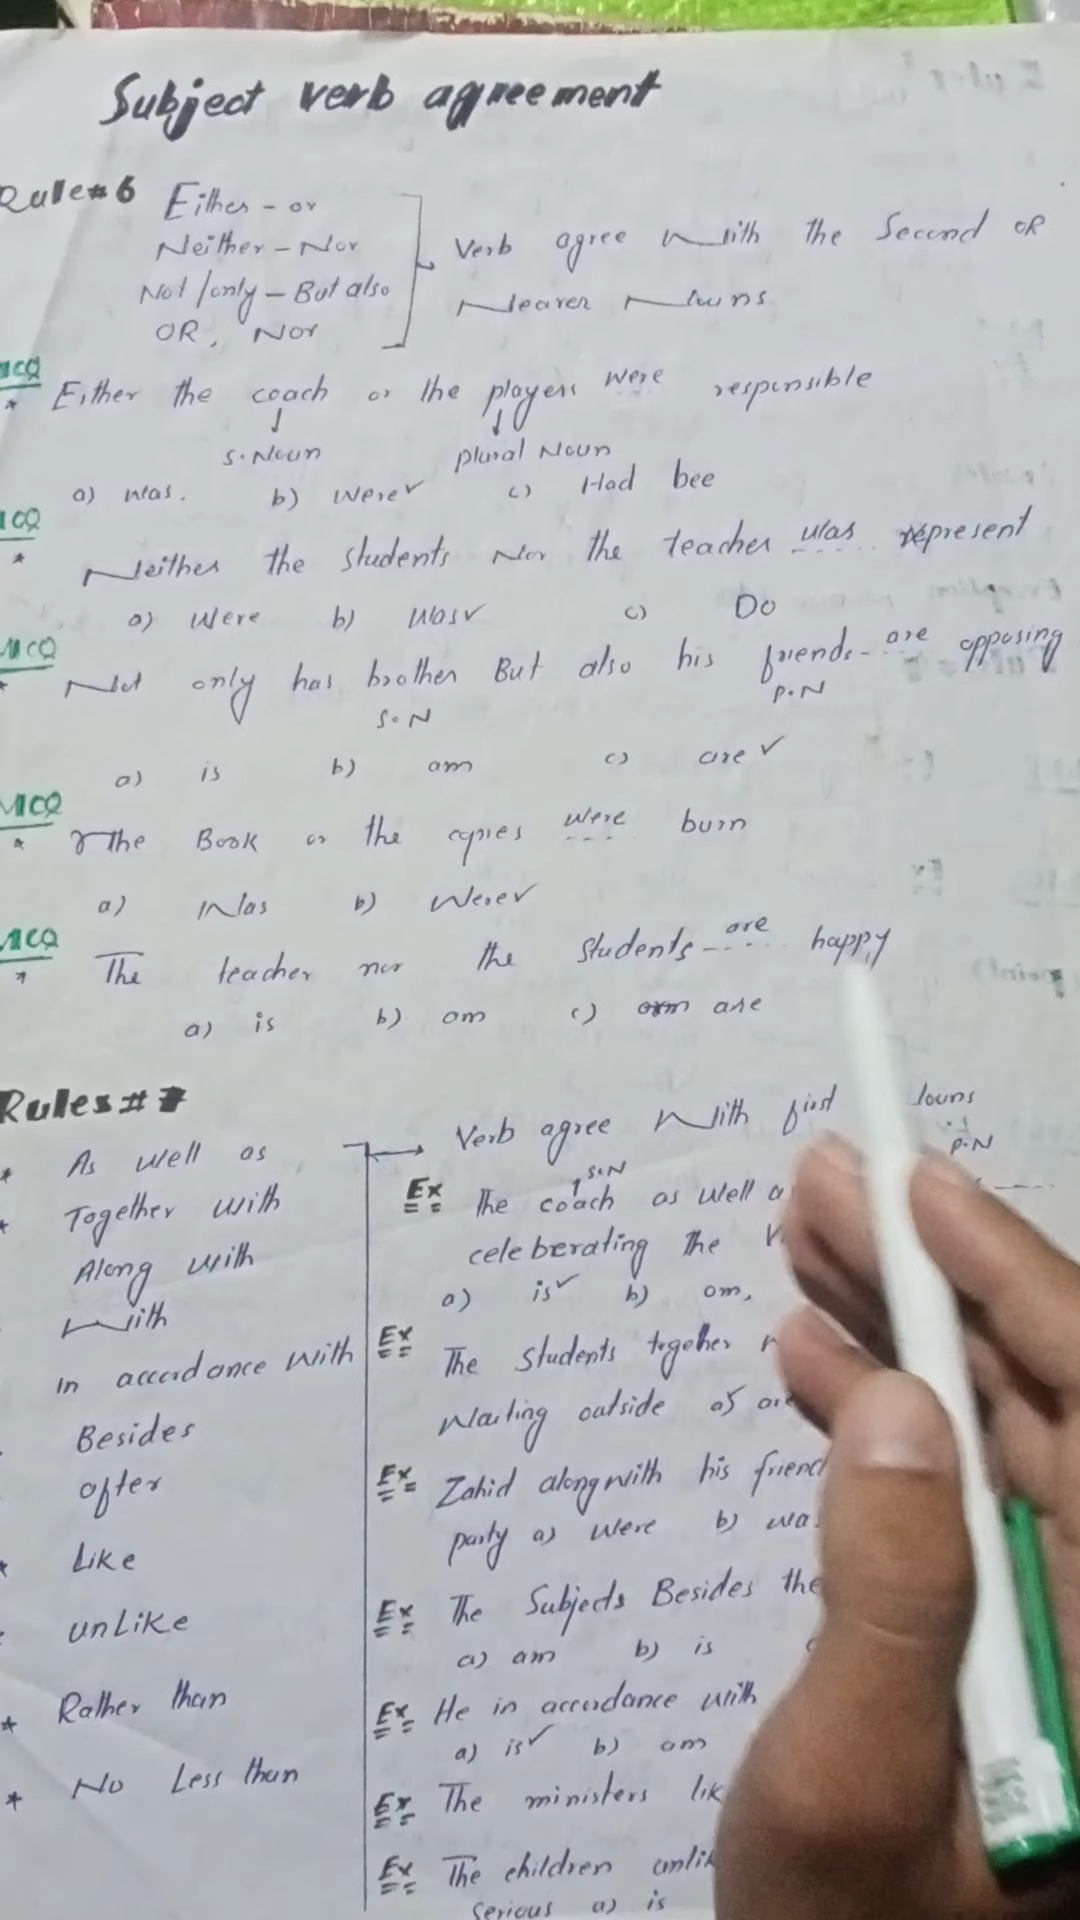 Subject verb agreement
Rule# 6
Either - or
Neither - Nor
Not/only - But also
OR, Nor
Verb agree with the Second OR
Nearer Nouns
MCQ
* Either the coach or the players were responsible
S.Noun
plural Noun
a) was. b) were✓ c) Had bee
MCQ
* Neither the students Nor the teacher was represent
a) were b) was✓ c) Do
MCQ
* Not only has brother But also his friends are opposing
S.N
P.N
a) is b) am c) are✓
MCQ
* The Book or the copies were burn
a) Was b) Were✓
MCQ
* The teacher nor the students are happy
a) is b) am c) are
Rules# 7
* As well as
* Together with
Along with
With
In accordance with
Besides
after
* Like
unLike
* Rather than
* No Less than
Verb agree With first
P.N
S.N
Ex The coach as well
celeberating the
a) is✓ b) am,
Ex The students together
Waiting outside a)
Ex Zahid alongwith his
party a) were b)
Ex The Subjects Besides the
a) am b) is
Ex He in accordance with
a) is✓ b) am
Ex The ministers
Ex The children
serious a) is